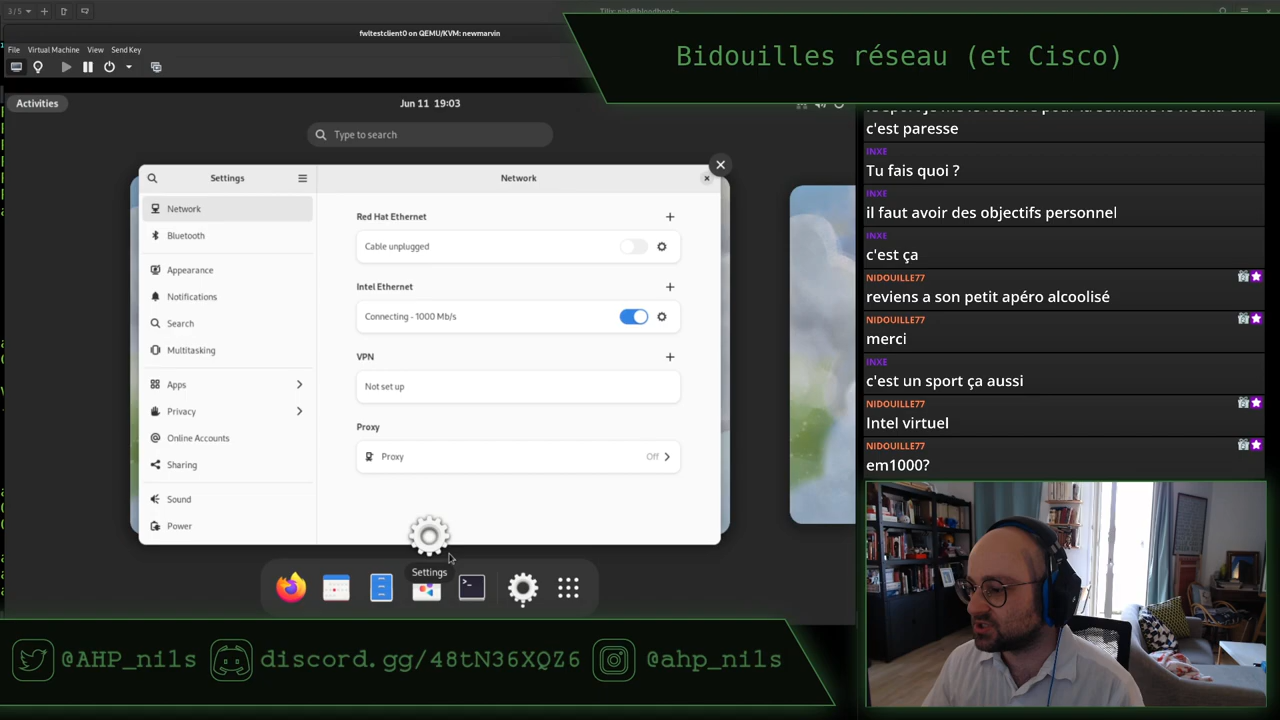 3/5
Tilix: nils@bloodhoof:~
fwltestclient0 on QEMU/KVM: newmarvin
File Virtual Machine View Send Key
Bidouilles réseau (et Cisco)
Activities
Jun 11 19:03
Type to search
Settings
Network
Network
Bluetooth
Appearance
Notifications
Search
Multitasking
Apps
Privacy
Online Accounts
Sharing
Sound
Power
Red Hat Ethernet
Cable unplugged
Intel Ethernet
Connecting - 1000 Mb/s
VPN
Not set up
Proxy
Proxy Off
Settings
c'est paresse
INXE
Tu fais quoi ?
INXE
il faut avoir des objectifs personnel
INXE
c'est ça
NIDOUILLE77
reviens a son petit apéro alcoolisé
NIDOUILLE77
merci
INXE
c'est un sport ça aussi
NIDOUILLE77
Intel virtuel
NIDOUILLE77
em1000?
@AHP_nils discord.gg/48tN36XQZ6 @ahp_nils